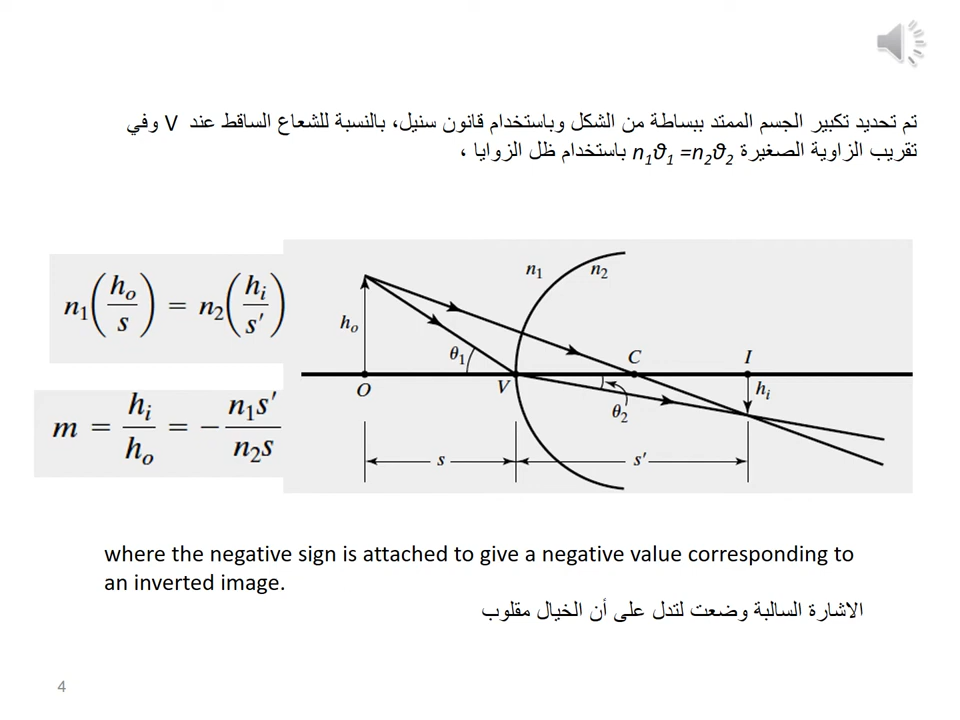 تم تحديد تكبير الجسم الممتد ببساطة من الشكل وباستخدام قانون سنيل، بالنسبة للشعاع الساقط عند V وفي
تقريب الزاوية الصغيرة n₁ϑ₁ =n₂ϑ₂ باستخدام ظل الزوايا ،
n₁(hₒ/s) = n₂(hᵢ/s′)
m = hᵢ/hₒ = −n₁s′/n₂s
n₁ n₂
hₒ
θ₁
C I
O V
hᵢ
θ₂
s s′
where the negative sign is attached to give a negative value corresponding to
an inverted image.
الاشارة السالبة وضعت لتدل على أن الخيال مقلوب
4